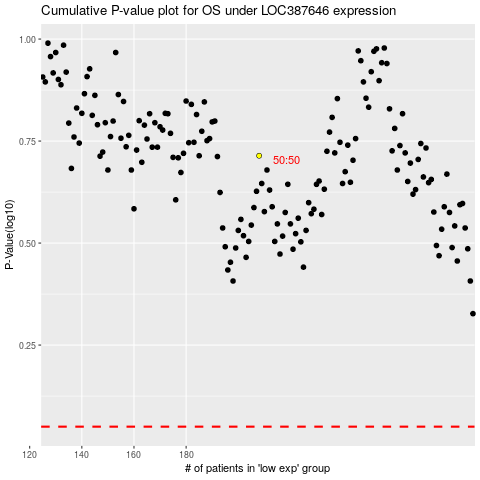 Cumulative P-value plot for OS under LOC387646 expression
P-Value(log10)
1.00
0.75
0.50
0.25
50:50
120 140 160 180
# of patients in 'low exp' group